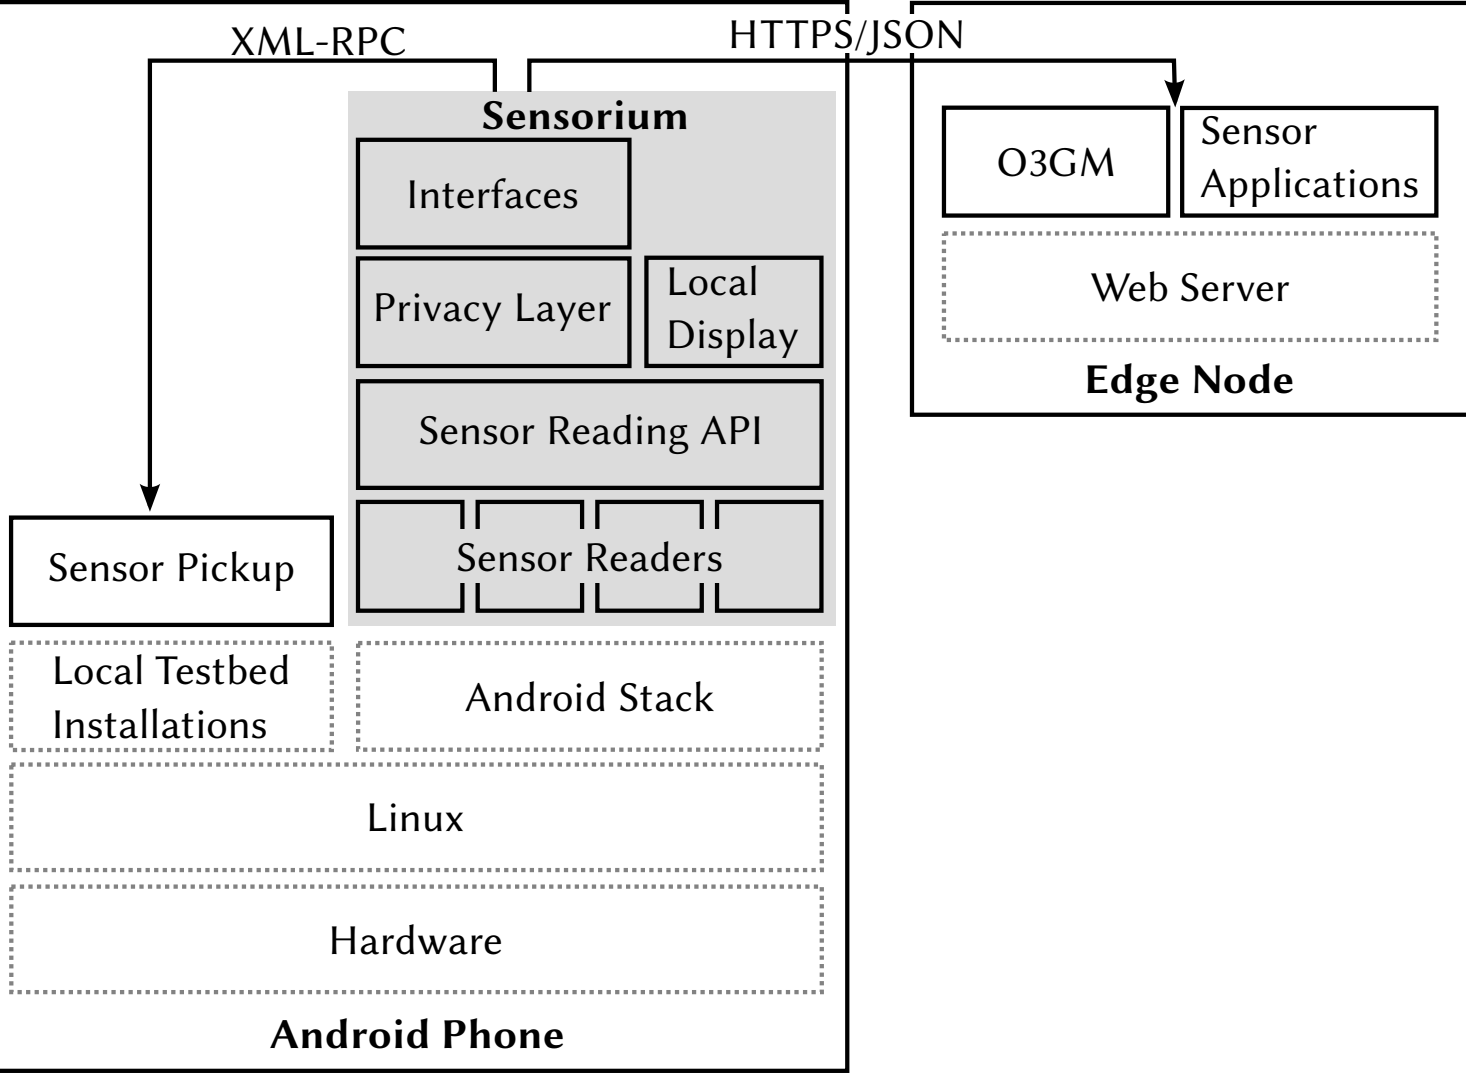 XML-RPC
HTTPS/JSON
Sensorium
Interfaces
Privacy Layer
Local
Display
Sensor Reading API
Sensor Readers
Sensor Pickup
Local Testbed
Installations
Android Stack
Linux
Hardware
Android Phone
O3GM
Sensor
Applications
Web Server
Edge Node